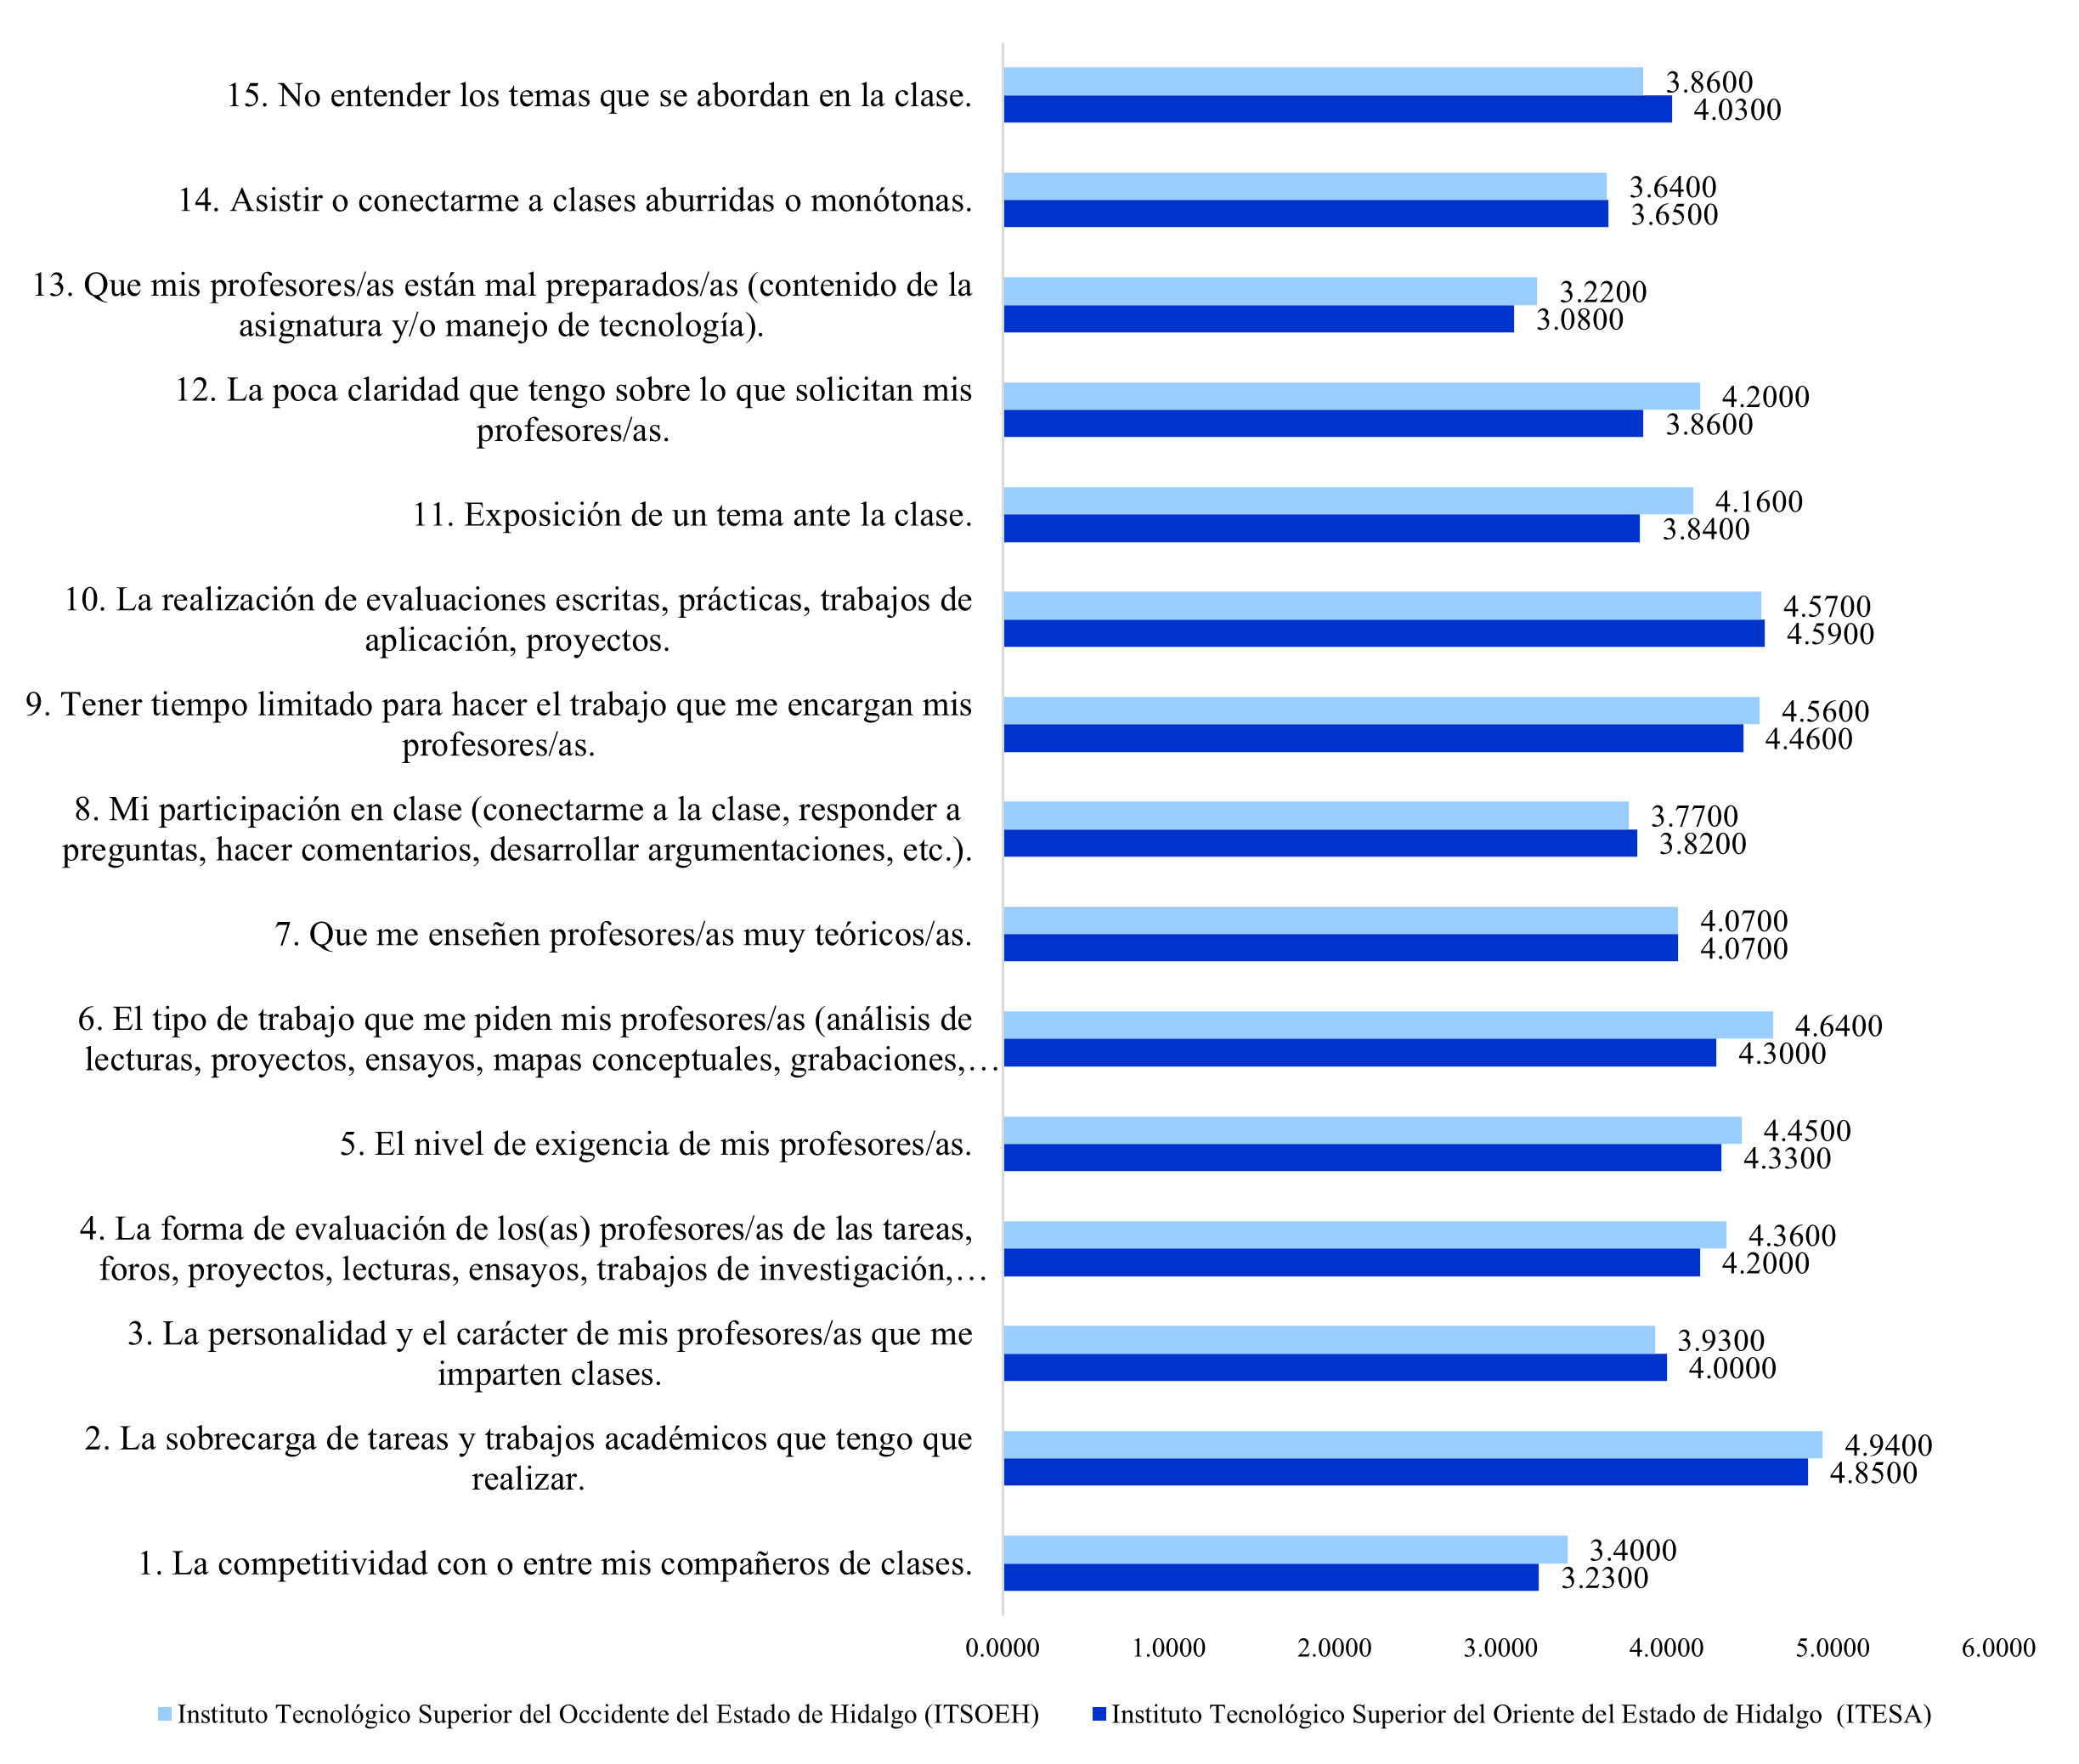 15. No entender los temas que se abordan en la clase.
3.8600
4.0300
14. Asistir o conectarme a clases aburridas o monótonas.
3.6400
3.6500
13. Que mis profesores/as están mal preparados/as (contenido de la
asignatura y/o manejo de tecnología).
3.2200
3.0800
12. La poca claridad que tengo sobre lo que solicitan mis
profesores/as.
4.2000
3.8600
11. Exposición de un tema ante la clase.
4.1600
3.8400
10. La realización de evaluaciones escritas, prácticas, trabajos de
aplicación, proyectos.
4.5700
4.5900
9. Tener tiempo limitado para hacer el trabajo que me encargan mis
profesores/as.
4.5600
4.4600
8. Mi participación en clase (conectarme a la clase, responder a
preguntas, hacer comentarios, desarrollar argumentaciones, etc.).
3.7700
3.8200
7. Que me enseñen profesores/as muy teóricos/as.
4.0700
4.0700
6. El tipo de trabajo que me piden mis profesores/as (análisis de
lecturas, proyectos, ensayos, mapas conceptuales, grabaciones,…
4.6400
4.3000
5. El nivel de exigencia de mis profesores/as.
4.4500
4.3300
4. La forma de evaluación de los(as) profesores/as de las tareas,
foros, proyectos, lecturas, ensayos, trabajos de investigación,…
4.3600
4.2000
3. La personalidad y el carácter de mis profesores/as que me
imparten clases.
3.9300
4.0000
2. La sobrecarga de tareas y trabajos académicos que tengo que
realizar.
4.9400
4.8500
1. La competitividad con o entre mis compañeros de clases.
3.4000
3.2300
0.0000 1.0000 2.0000 3.0000 4.0000 5.0000 6.0000
Instituto Tecnológico Superior del Occidente del Estado de Hidalgo (ITSOEH)
Instituto Tecnológico Superior del Oriente del Estado de Hidalgo (ITESA)